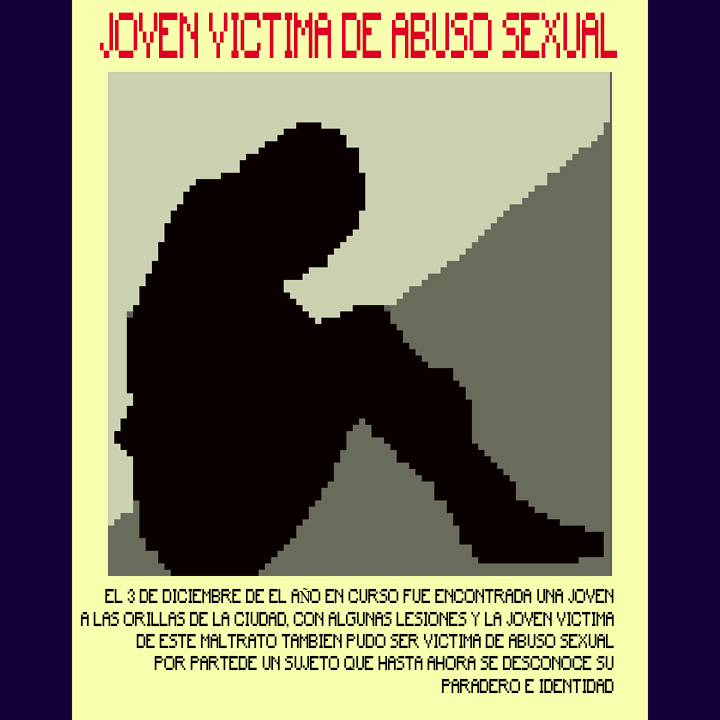 JOVEN VICTIMA DE ABUSO SEXUAL
EL 3 DE DICIEMBRE DE EL AÑO EN CURSO FUE ENCONTRADA UNA JOVEN
A LAS ORILLAS DE LA CIUDAD, CON ALGUNAS LESIONES Y LA JOVEN VICTIMA
DE ESTE MALTRATO TAMBIEN PUDO SER VICTIMA DE ABUSO SEXUAL
POR PARTEDE UN SUJETO QUE HASTA AHORA SE DESCONOCE SU
PARADERO E IDENTIDAD